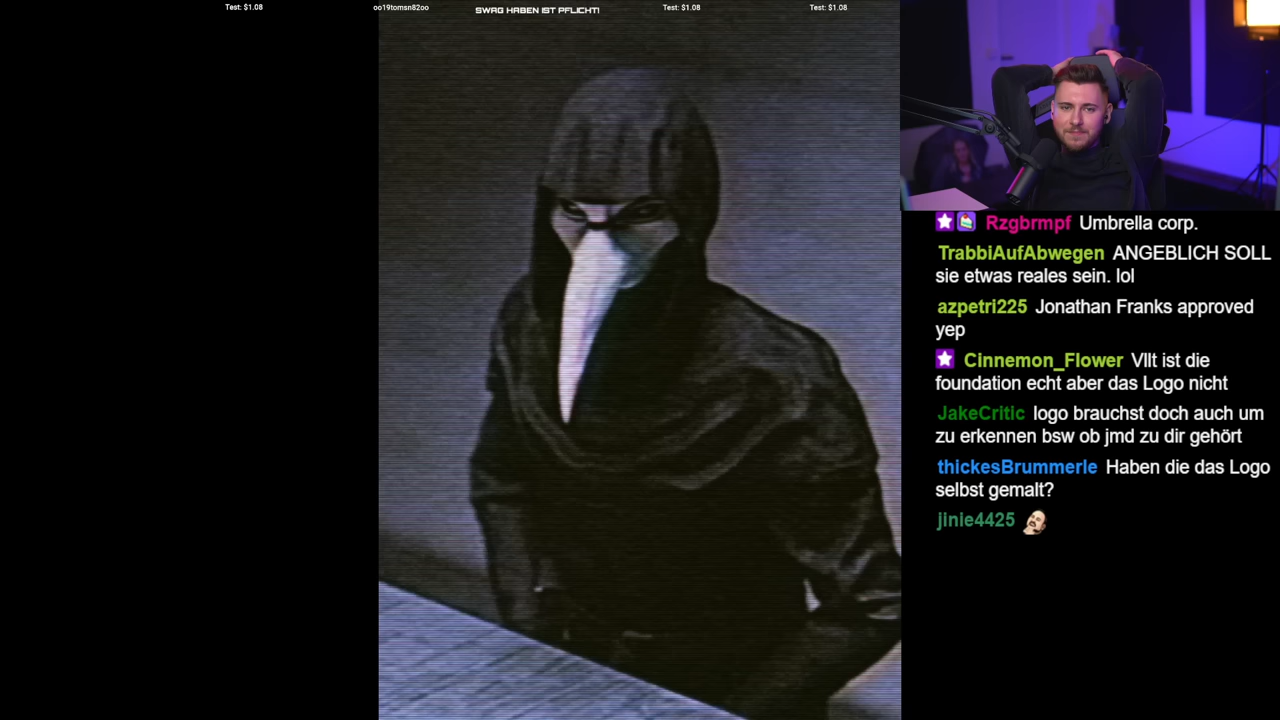 Test: $1.08
oo19tomsn82oo
SWAG HABEN IST PFLICHT!
Test: $1.08
Test: $1.08
Rzgbrmpf Umbrella corp.
TrabbiAufAbwegen ANGEBLICH SOLL
sie etwas reales sein. lol
azpetri225 Jonathan Franks approved
yep
Cinnemon_Flower Vllt ist die
foundation echt aber das Logo nicht
JakeCritic logo brauchst doch auch um
zu erkennen bsw ob jmd zu dir gehört
thickesBrummerle Haben die das Logo
selbst gemalt?
jinie4425